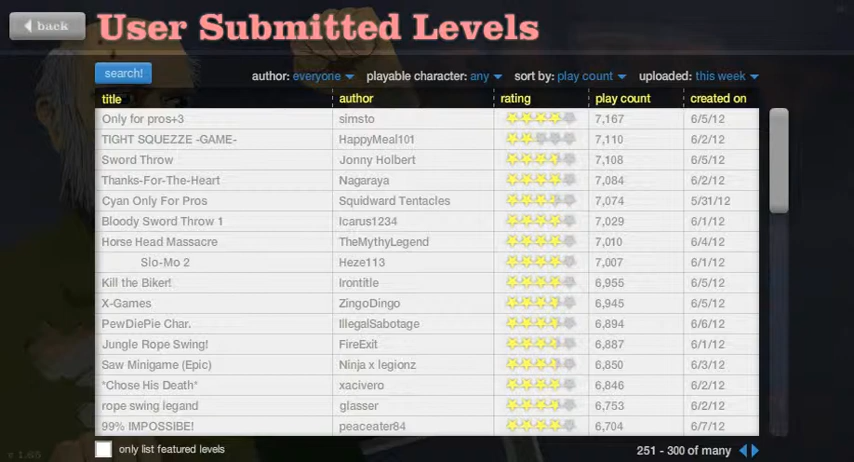 back
User Submitted Levels
search!
author: everyone playable character: any sort by: play count uploaded: this week
title author rating play count created on
Only for pros+3 simsto 7,167 6/5/12
TIGHT SQUEZZE -GAME- HappyMeal101 7,110 6/2/12
Sword Throw Jonny Holbert 7,108 6/5/12
Thanks-For-The-Heart Nagaraya 7,084 6/2/12
Cyan Only For Pros Squidward Tentacles 7,074 5/31/12
Bloody Sword Throw 1 Icarus1234 7,029 6/1/12
Horse Head Massacre TheMythyLegend 7,010 6/4/12
Slo-Mo 2 Heze113 7,007 6/1/12
Kill the Biker! Irontitle 6,955 6/5/12
X-Games ZingoDingo 6,945 6/5/12
PewDiePie Char. IllegalSabotage 6,894 6/6/12
Jungle Rope Swing! FireExit 6,887 6/1/12
Saw Minigame (Epic) Ninja x legionz 6,850 6/3/12
*Chose His Death* xacivero 6,846 6/2/12
rope swing legand glasser 6,753 6/2/12
99% IMPOSSIBE! peaceater84 6,704 6/7/12
only list featured levels 251 - 300 of many